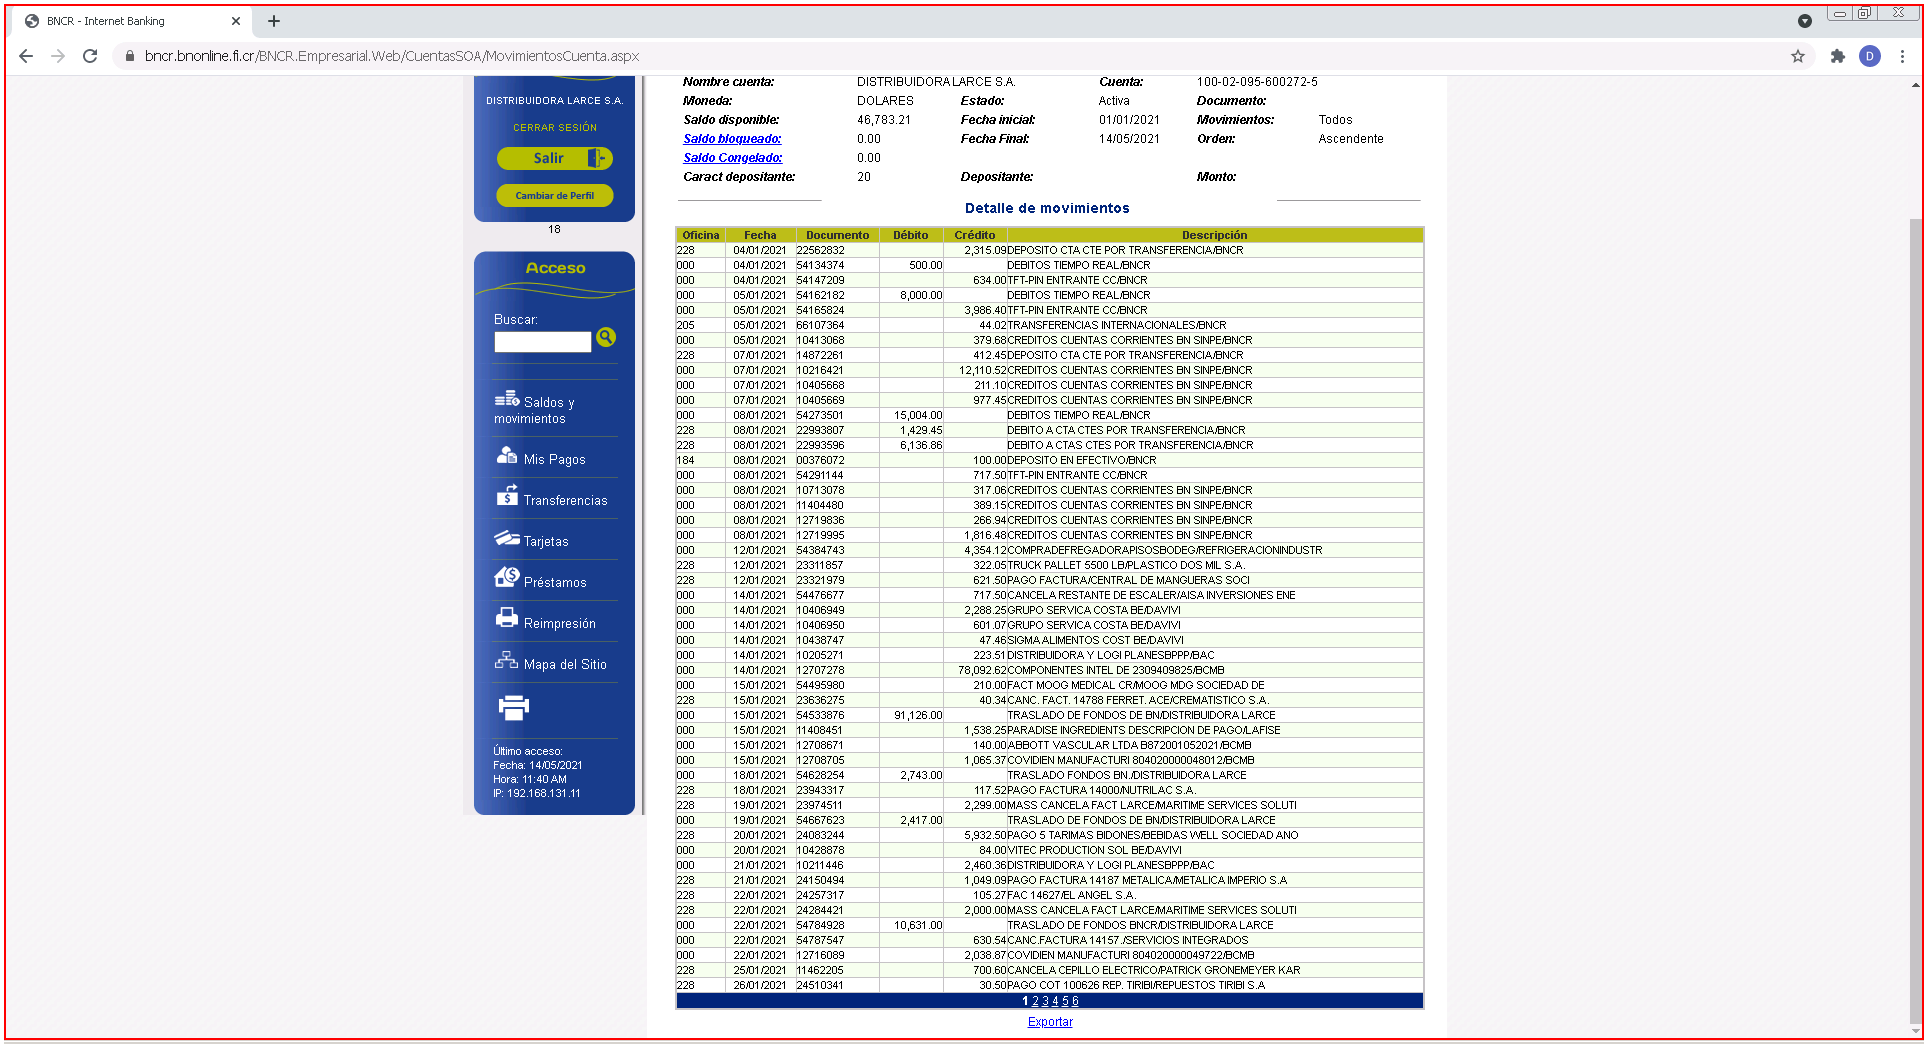 BNCR - Internet Banking
bncr.bnonline.fi.cr/BNCR.Empresarial.Web/CuentasSOA/MovimientosCuenta.aspx
D
DISTRIBUIDORA LARCE S.A.
CERRAR SESIÓN
Salir
Cambiar de Perfil
18
Acceso
Buscar:
Saldos y
movimientos
Mis Pagos
Transferencias
Tarjetas
Préstamos
Reimpresión
Mapa del Sitio
Último acceso:
Fecha: 14/05/2021
Hora: 11:40 AM
IP: 192.168.131.11
Nombre cuenta: DISTRIBUIDORA LARCE S.A. Cuenta: 100-02-095-600272-5
Moneda: DOLARES Estado: Activa Documento:
Saldo disponible: 46,783.21 Fecha inicial: 01/01/2021 Movimientos: Todos
Saldo bloqueado: 0.00 Fecha Final: 14/05/2021 Orden: Ascendente
Saldo Congelado: 0.00
Caract depositante: 20 Depositante: Monto:
Detalle de movimientos
Oficina Fecha Documento Débito Crédito Descripción
228 04/01/2021 22562832 2,315.09 DEPOSITO CTA CTE POR TRANSFERENCIA/BNCR
000 04/01/2021 54134374 500.00 DEBITOS TIEMPO REAL/BNCR
000 04/01/2021 54147209 634.00 TFT-PIN ENTRANTE CC/BNCR
000 05/01/2021 54162182 8,000.00 DEBITOS TIEMPO REAL/BNCR
000 05/01/2021 54165824 3,986.40 TFT-PIN ENTRANTE CC/BNCR
205 05/01/2021 66107364 44.02 TRANSFERENCIAS INTERNACIONALES/BNCR
000 05/01/2021 10413068 379.68 CREDITOS CUENTAS CORRIENTES BN SINPE/BNCR
228 07/01/2021 14872261 412.45 DEPOSITO CTA CTE POR TRANSFERENCIA/BNCR
000 07/01/2021 10216421 12,110.52 CREDITOS CUENTAS CORRIENTES BN SINPE/BNCR
000 07/01/2021 10405668 211.10 CREDITOS CUENTAS CORRIENTES BN SINPE/BNCR
000 07/01/2021 10405669 977.45 CREDITOS CUENTAS CORRIENTES BN SINPE/BNCR
000 08/01/2021 54273501 15,004.00 DEBITOS TIEMPO REAL/BNCR
228 08/01/2021 22993807 1,429.45 DEBITO A CTA CTES POR TRANSFERENCIA/BNCR
228 08/01/2021 22993596 6,136.86 DEBITO A CTAS CTES POR TRANSFERENCIA/BNCR
184 08/01/2021 00376072 100.00 DEPOSITO EN EFECTIVO/BNCR
000 08/01/2021 54291144 717.50 TFT-PIN ENTRANTE CC/BNCR
000 08/01/2021 10713078 317.06 CREDITOS CUENTAS CORRIENTES BN SINPE/BNCR
000 08/01/2021 11404480 389.15 CREDITOS CUENTAS CORRIENTES BN SINPE/BNCR
000 08/01/2021 12719836 266.94 CREDITOS CUENTAS CORRIENTES BN SINPE/BNCR
000 08/01/2021 12719995 1,816.48 CREDITOS CUENTAS CORRIENTES BN SINPE/BNCR
000 12/01/2021 54384743 4,354.12 COMPRADEFREGADORAPISOSBODEG/REFRIGERACIONINDUSTR
228 12/01/2021 23311857 322.05 TRUCK PALLET 5500 LB/PLASTICO DOS MIL S.A.
228 12/01/2021 23321979 621.50 PAGO FACTURA/CENTRAL DE MANGUERAS SOCI
000 14/01/2021 54476677 717.50 CANCELA RESTANTE DE ESCALER/AISA INVERSIONES ENE
000 14/01/2021 10406949 2,288.25 GRUPO SERVICA COSTA BE/DAVIVI
000 14/01/2021 10406950 601.07 GRUPO SERVICA COSTA BE/DAVIVI
000 14/01/2021 10438747 47.46 SIGMA ALIMENTOS COST BE/DAVIVI
000 14/01/2021 10205271 223.51 DISTRIBUIDORA Y LOGI PLANESBPPP/BAC
000 14/01/2021 12707278 78,092.62 COMPONENTES INTEL DE 2309409825/BCMB
000 15/01/2021 54495980 210.00 FACT MOOG MEDICAL CR/MOOG MDG SOCIEDAD DE
228 15/01/2021 23636275 40.34 CANC. FACT. 14788 FERRET. ACE/CREMATISTICO S.A.
000 15/01/2021 54533876 91,126.00 TRASLADO DE FONDOS DE BN/DISTRIBUIDORA LARCE
000 15/01/2021 11408451 1,538.25 PARADISE INGREDIENTS DESCRIPCION DE PAGO/LAFISE
000 15/01/2021 12708671 140.00 ABBOTT VASCULAR LTDA B872001052021/BCMB
000 15/01/2021 12708705 1,065.37 COVIDIEN MANUFACTURI 804020000048012/BCMB
000 18/01/2021 54628254 2,743.00 TRASLADO FONDOS BN./DISTRIBUIDORA LARCE
228 18/01/2021 23943317 117.52 PAGO FACTURA 14000/NUTRILAC S.A.
228 19/01/2021 23974511 2,299.00 MASS CANCELA FACT LARCE/MARITIME SERVICES SOLUTI
000 19/01/2021 54667623 2,417.00 TRASLADO DE FONDOS DE BN/DISTRIBUIDORA LARCE
228 20/01/2021 24083244 5,932.50 PAGO 5 TARIMAS BIDONES/BEBIDAS WELL SOCIEDAD ANO
000 20/01/2021 10428878 84.00 VITEC PRODUCTION SOL BE/DAVIVI
000 21/01/2021 10211446 2,460.36 DISTRIBUIDORA Y LOGI PLANESBPPP/BAC
228 21/01/2021 24150494 1,049.09 PAGO FACTURA 14187 METALICA/METALICA IMPERIO S.A
228 22/01/2021 24257317 105.27 FAC 14627/EL ANGEL S.A.
228 22/01/2021 24284421 2,000.00 MASS CANCELA FACT LARCE/MARITIME SERVICES SOLUTI
000 22/01/2021 54784928 10,631.00 TRASLADO DE FONDOS BNCR/DISTRIBUIDORA LARCE
000 22/01/2021 54787547 630.54 CANC.FACTURA 14157./SERVICIOS INTEGRADOS
000 22/01/2021 12716089 2,038.87 COVIDIEN MANUFACTURI 804020000049722/BCMB
228 25/01/2021 11462205 700.60 CANCELA CEPILLO ELECTRICO/PATRICK GRONEMEYER KAR
228 26/01/2021 24510341 30.50 PAGO COT 100626 REP. TIRIBI/REPUESTOS TIRIBI S.A
1 2 3 4 5 6
Exportar